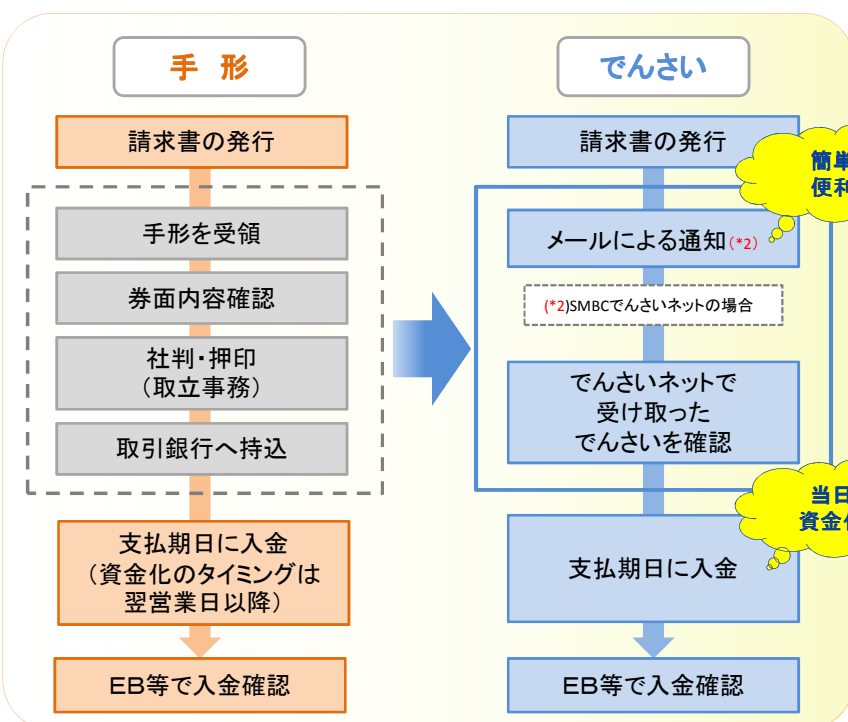 手 形
請求書の発行
手形を受領
券面内容確認
社判・押印
（取立事務）
取引銀行へ持込
支払期日に入金
（資金化のタイミングは
翌営業日以降）
ＥＢ等で入金確認
でんさい
請求書の発行
簡単
便利
メールによる通知(*2)
(*2)SMBCでんさいネットの場合
でんさいネットで
受け取った
でんさいを確認
当日
資金化
支払期日に入金
ＥＢ等で入金確認